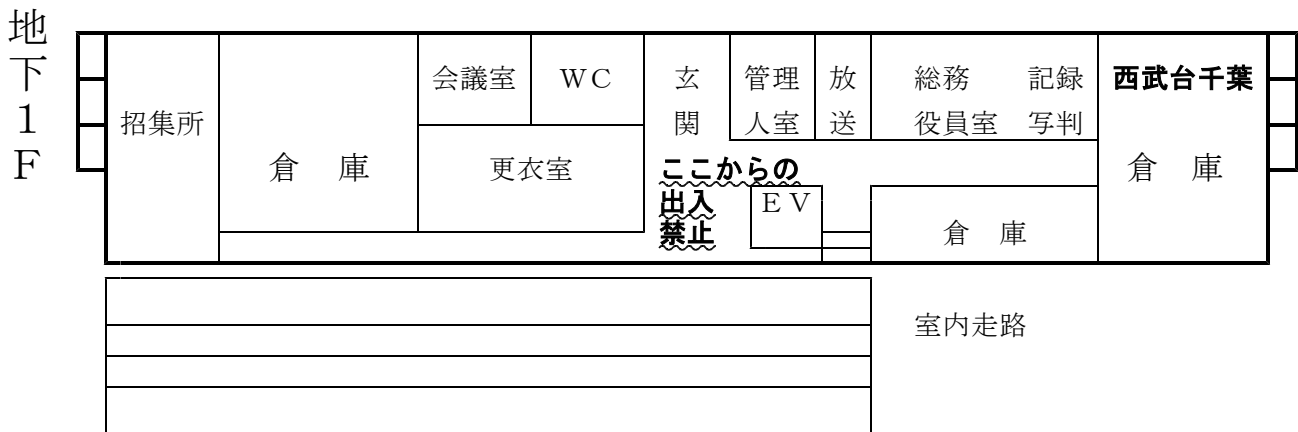 地下１F
招集所
倉　庫
会議室
ＷＣ
更衣室
玄関
ここからの
出入
禁止
管理
人室
放送
ＥＶ
総務　記録
役員室　写判
倉　庫
西武台千葉
倉　庫
室内走路